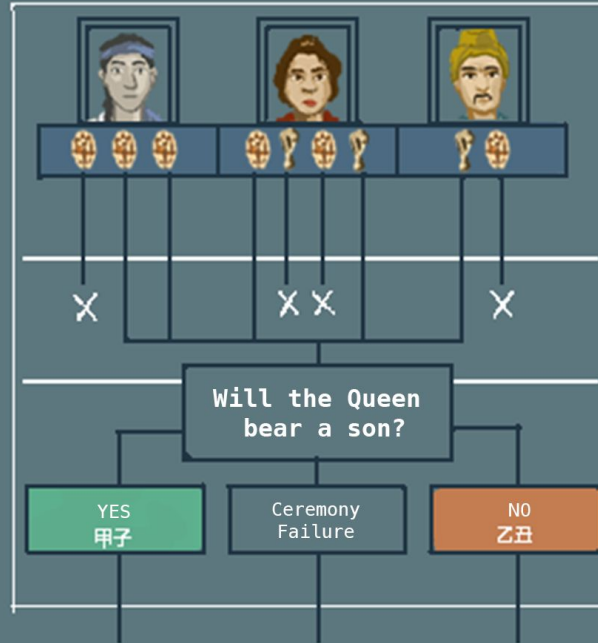 Will the Queen
bear a son?
YES
甲子
Ceremony
Failure
NO
乙丑